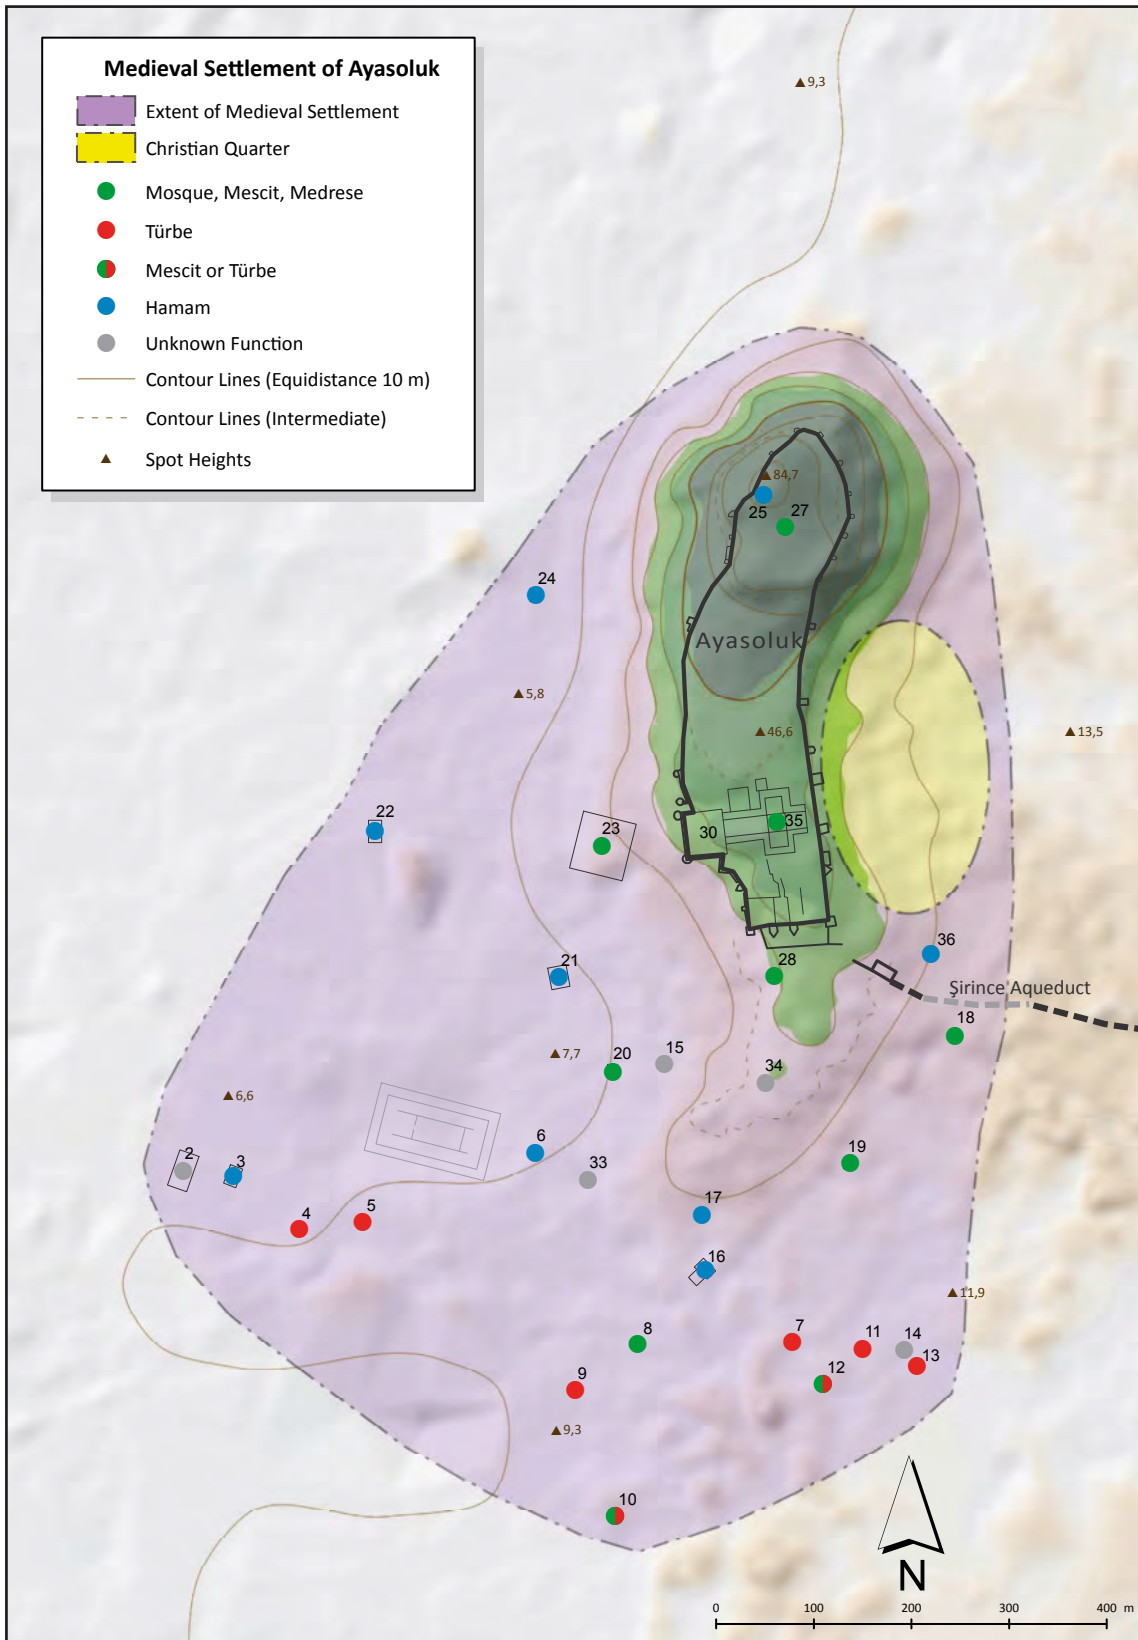 Medieval Settlement of Ayasoluk
Extent of Medieval Settlement
Christian Quarter
Mosque, Mescit, Medrese
Türbe
Mescit or Türbe
Hamam
Unknown Function
Contour Lines (Equidistance 10 m)
Contour Lines (Intermediate)
Spot Heights
9,3
84,7
25
27
24
Ayasoluk
5,8
46,6
13,5
22
23
30
35
36
21
28
Şirince Aqueduct
18
7,7
15
20
34
6,6
6
19
2
3
33
17
5
4
16
11,9
8
7
11
14
13
12
9
9,3
10
N
0 100 200 300 400 m